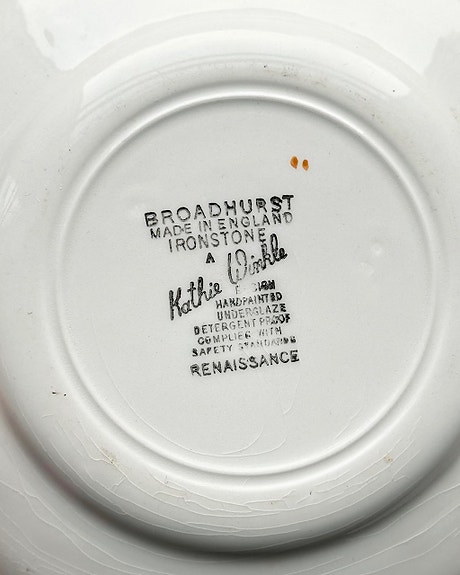 BROADHURST
MADE IN ENGLAND
IRONSTONE
A
Kathie Winkle
DESIGN
HANDPAINTED
UNDERGLAZE
DETERGENT PROOF
COMPLIES WITH
SAFETY STANDARDS
RENAISSANCE